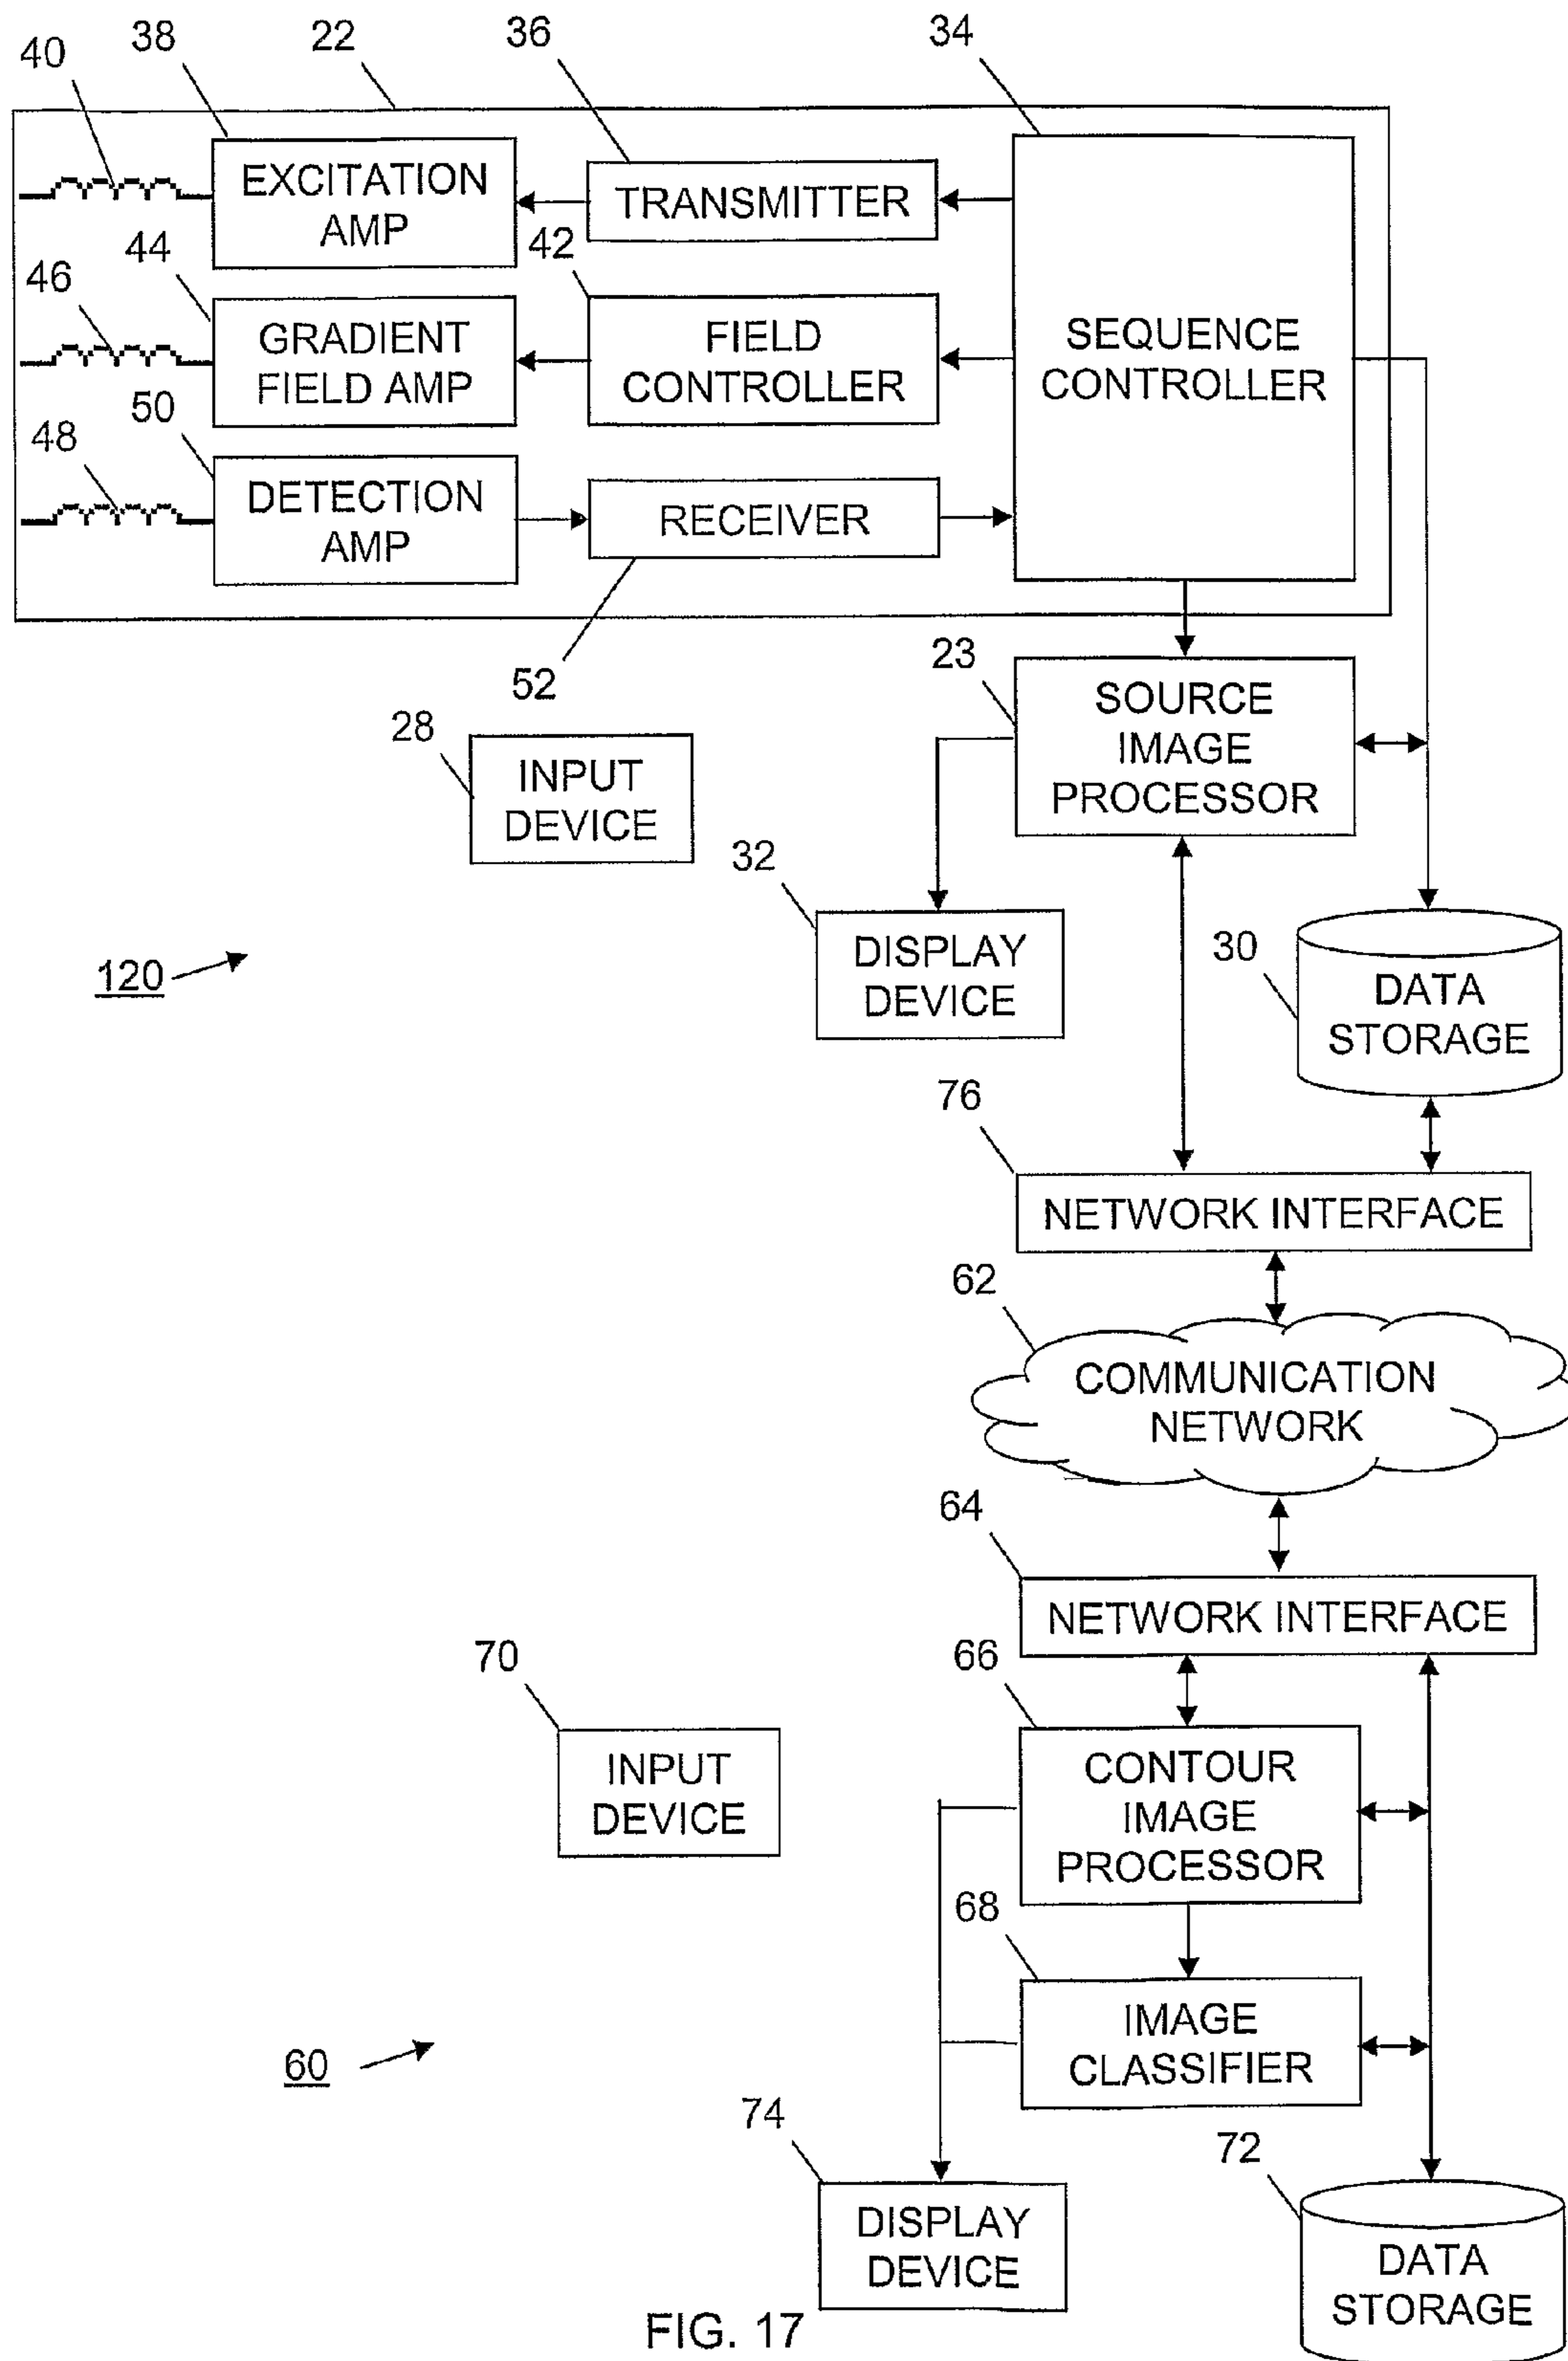 40
38
22
36
34
EXCITATION
AMP
TRANSMITTER
46
44
42
GRADIENT
FIELD AMP
FIELD
CONTROLLER
SEQUENCE
CONTROLLER
48
50
DETECTION
AMP
RECEIVER
52
23
SOURCE
IMAGE
PROCESSOR
28
INPUT
DEVICE
32
DISPLAY
DEVICE
30
DATA
STORAGE
120
76
NETWORK INTERFACE
62
COMMUNICATION
NETWORK
64
NETWORK INTERFACE
70
INPUT
DEVICE
66
CONTOUR
IMAGE
PROCESSOR
68
IMAGE
CLASSIFIER
60
74
DISPLAY
DEVICE
72
DATA
STORAGE
FIG. 17